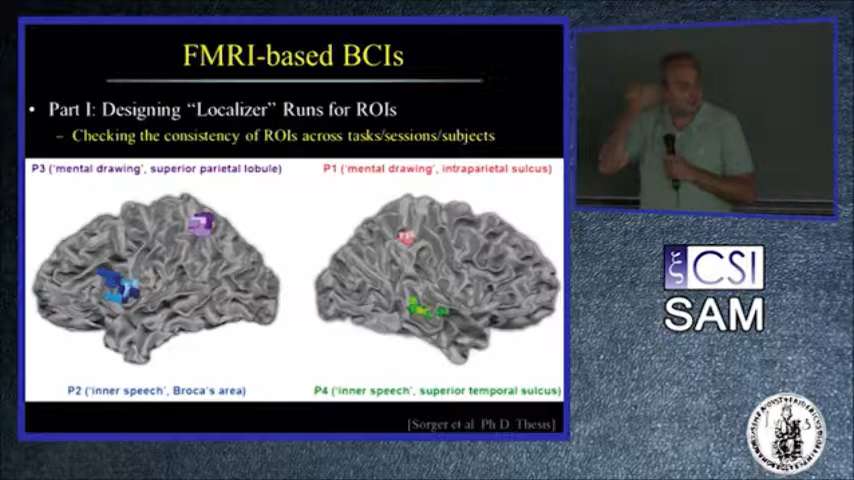 FMRI-based BCIs
• Part I: Designing “Localizer” Runs for ROIs
– Checking the consistency of ROIs across tasks/sessions/subjects
P3 (‘mental drawing’, superior parietal lobule)
P1 (‘mental drawing’, intraparietal sulcus)
P2 (‘inner speech’, Broca’s area)
P4 (‘inner speech’, superior temporal sulcus)
[Sorger et al Ph.D. Thesis]
ξCSI
SAM